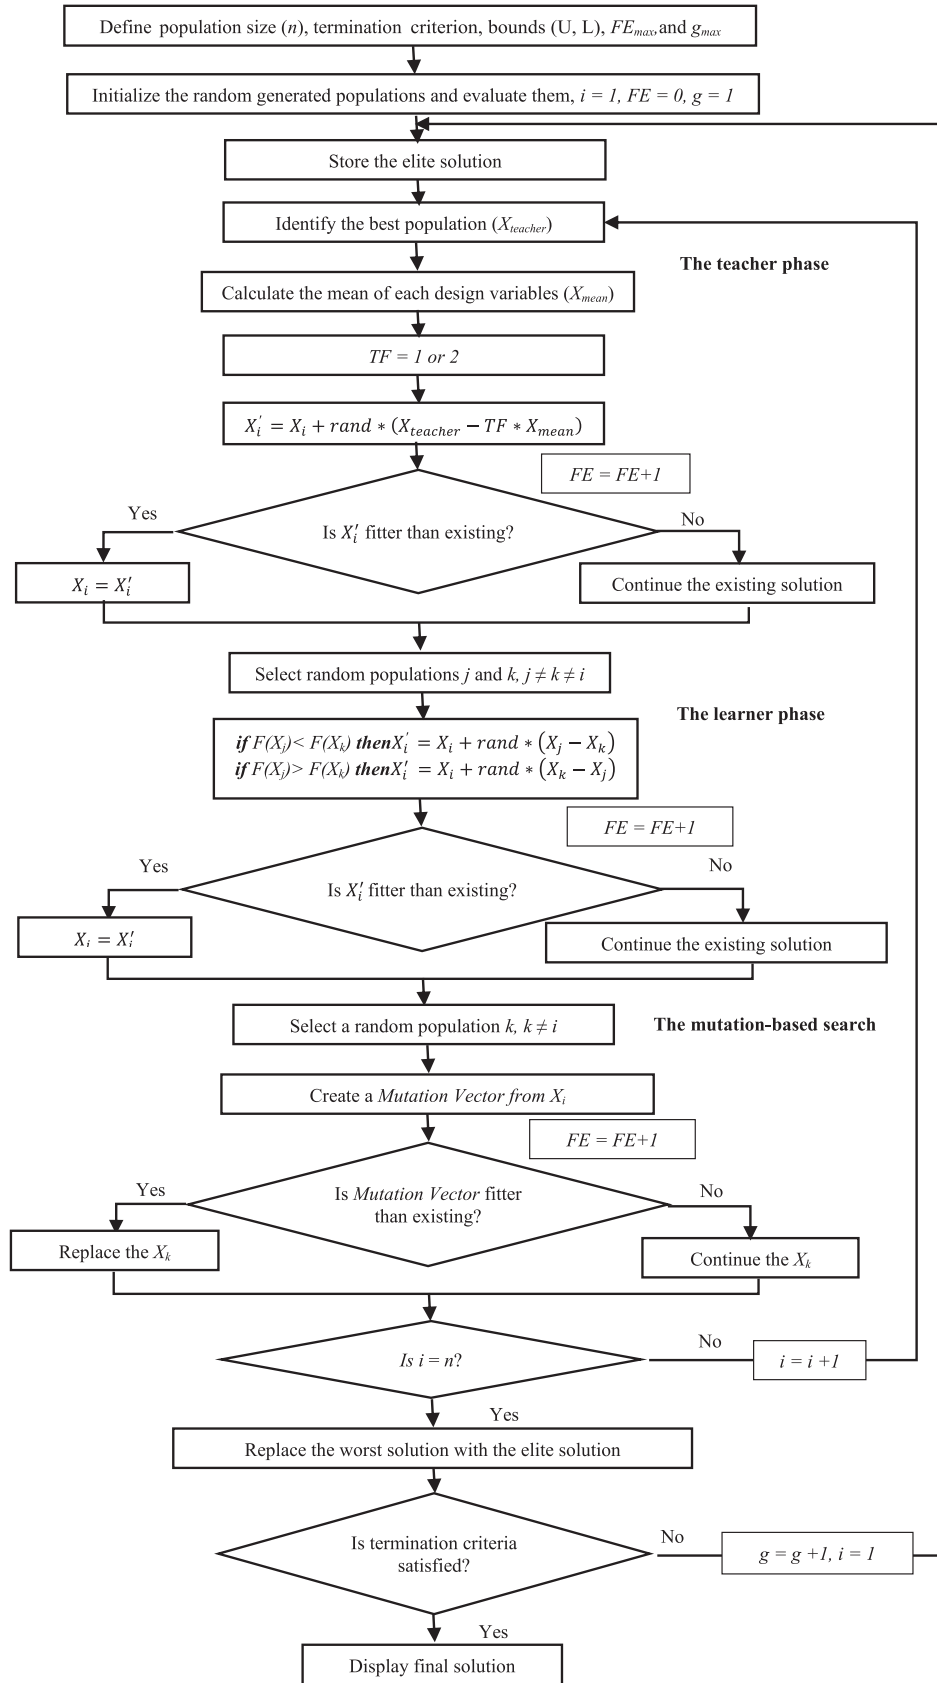 Define population size (n), termination criterion, bounds (U, L), FEmax, and gmax
Initialize the random generated populations and evaluate them, i = 1, FE = 0, g = 1
Store the elite solution
Identify the best population (Xteacher)
The teacher phase
Calculate the mean of each design variables (Xmean)
TF = 1 or 2
X′i = Xi + rand ∗ (Xteacher − TF ∗ Xmean)
FE = FE+1
Yes
No
Is X′i fitter than existing?
Xi = X′i
Continue the existing solution
Select random populations j and k, j ≠ k ≠ i
The learner phase
if F(Xj)< F(Xk) thenX′i = Xi + rand ∗ (Xj − Xk)
if F(Xj)> F(Xk) thenX′i = Xi + rand ∗ (Xk − Xj)
FE = FE+1
Yes
No
Is X′i fitter than existing?
Xi = X′i
Continue the existing solution
Select a random population k, k ≠ i
The mutation-based search
Create a Mutation Vector from Xi
FE = FE+1
Yes
No
Is Mutation Vector fitter
than existing?
Replace the Xk
Continue the Xk
No
Is i = n?
i = i +1
Yes
Replace the worst solution with the elite solution
No
Is termination criteria
satisfied?
g = g +1, i = 1
Yes
Display final solution